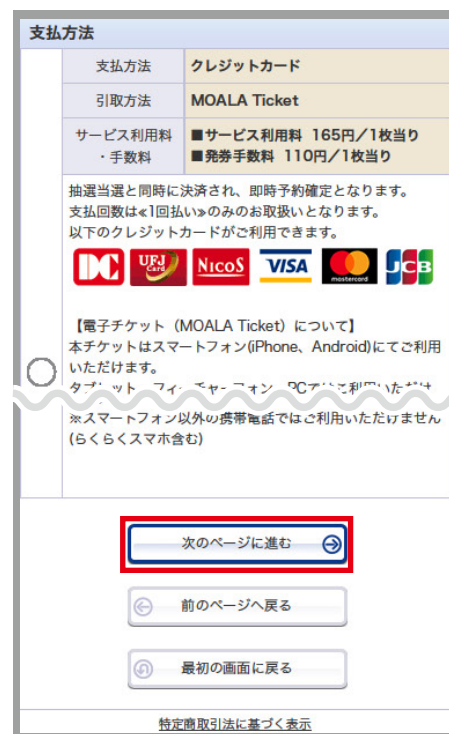 支払方法
支払方法 クレジットカード
引取方法 MOALA Ticket
サービス利用料 ■サービス利用料 165円/1枚当り
・手数料 ■発券手数料 110円/1枚当り
抽選当選と同時に決済され、即時予約確定となります。
支払回数は≪1回払い≫のみのお取扱いとなります。
以下のクレジットカードがご利用できます。
DC UFJ Card NICOS VISA mastercard JCB
【電子チケット（MOALA Ticket）について】
本チケットはスマートフォン(iPhone、Android)にてご利用
いただけます。
※スマートフォン以外の携帯電話ではご利用いただけません
(らくらくスマホ含む)
次のページに進む
前のページへ戻る
最初の画面に戻る
特定商取引法に基づく表示